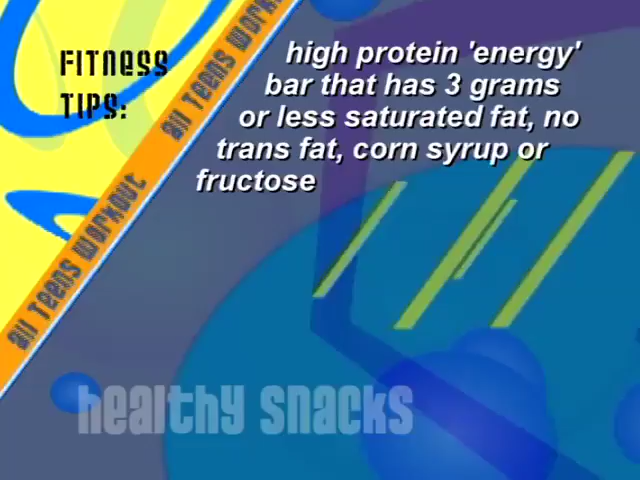 FITNESS
TIPS:
all Teens workout
all Teens work
high protein 'energy'
bar that has 3 grams
or less saturated fat, no
trans fat, corn syrup or
fructose
healthy snacks